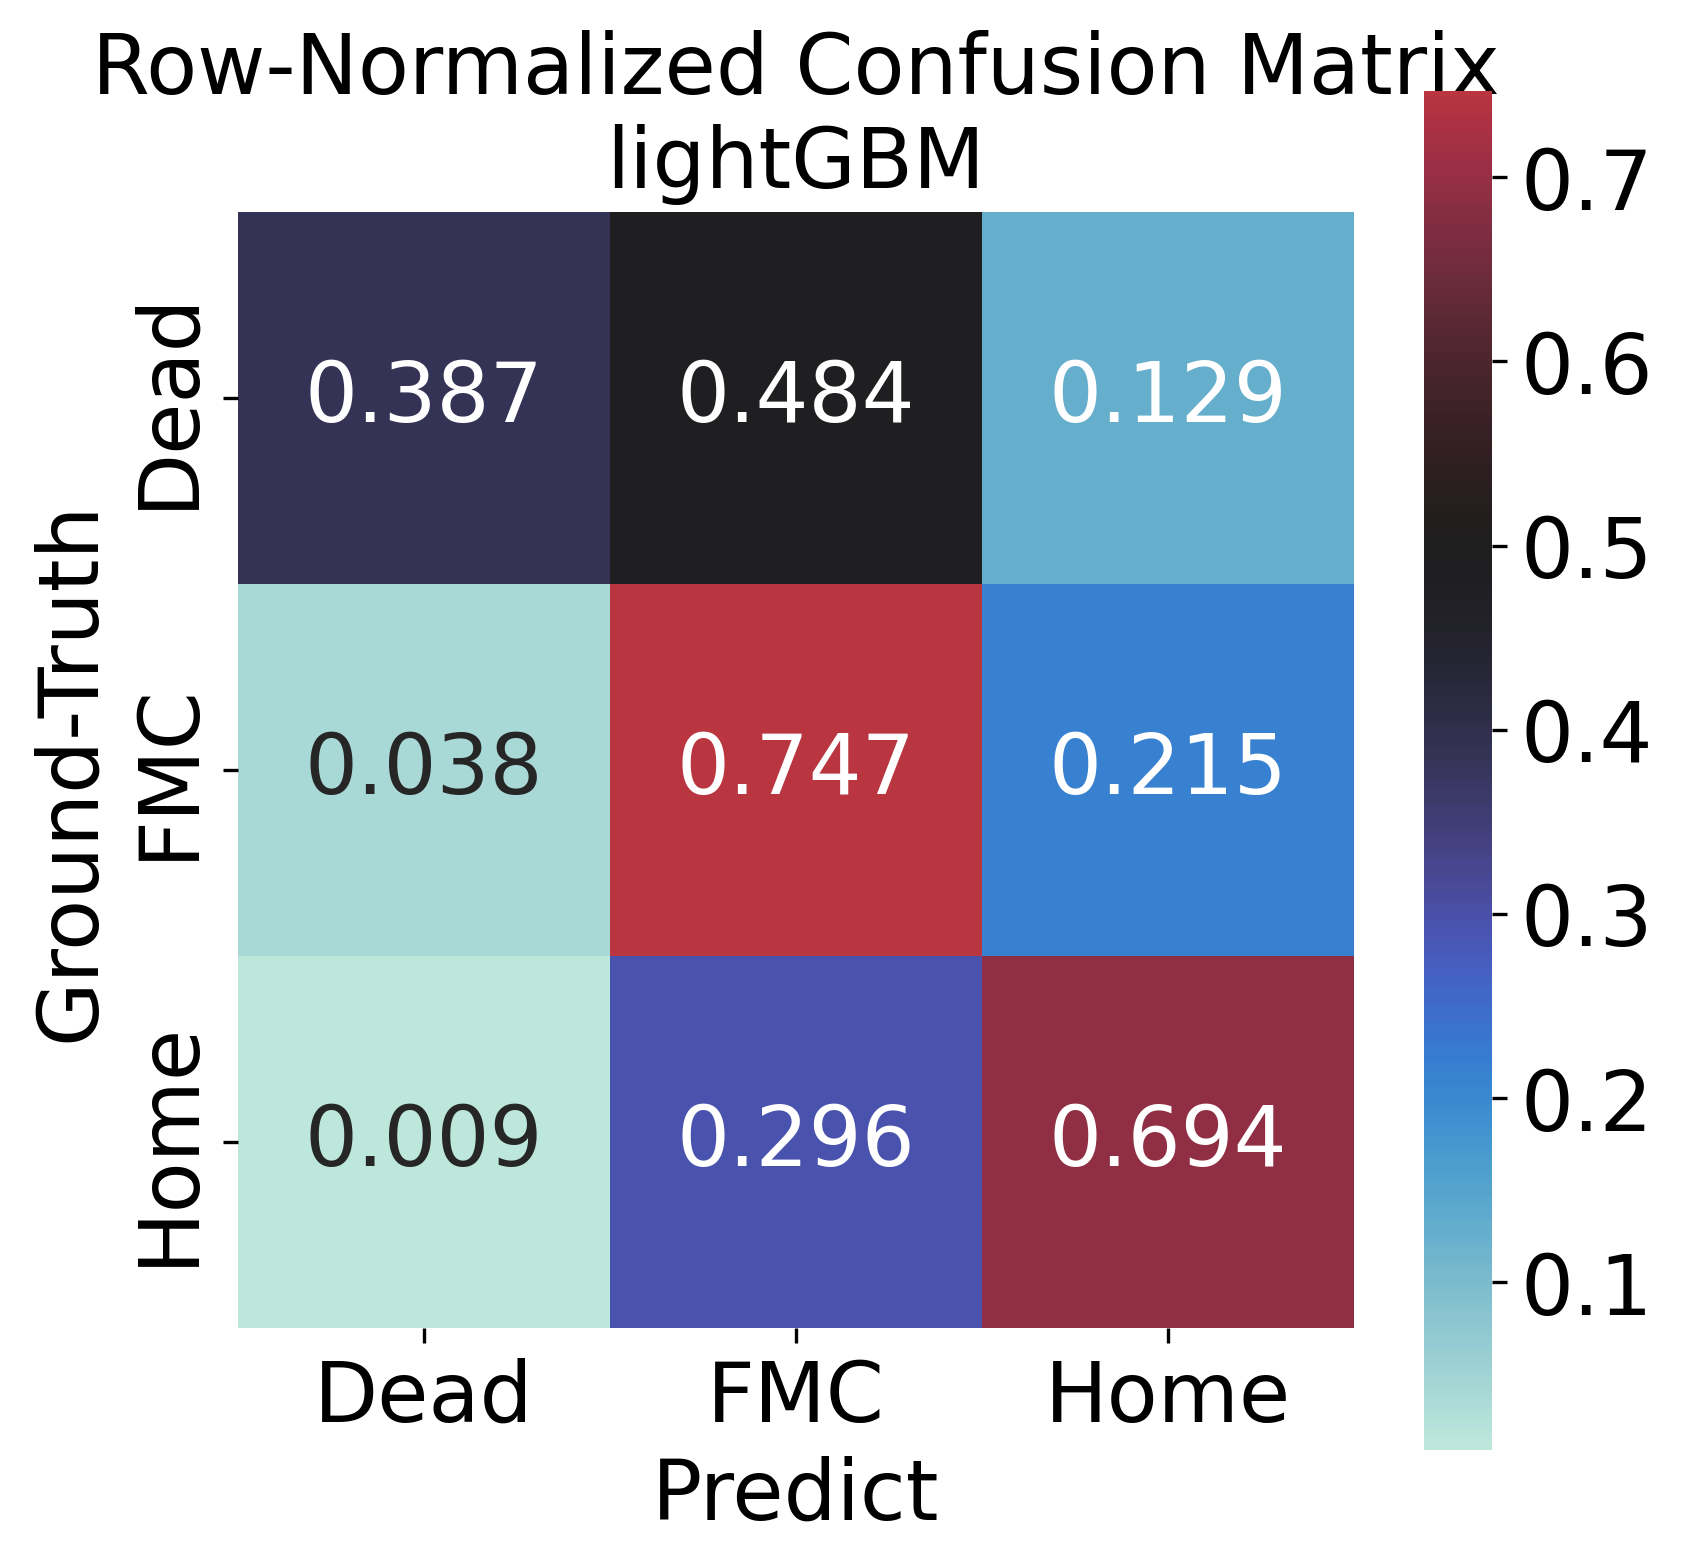 Row-Normalized Confusion Matrix
lightGBM
Ground-Truth
Dead
0.387 0.484 0.129
FMC
0.038 0.747 0.215
Home
0.009 0.296 0.694
Dead FMC Home
Predict
0.7
0.6
0.5
0.4
0.3
0.2
0.1